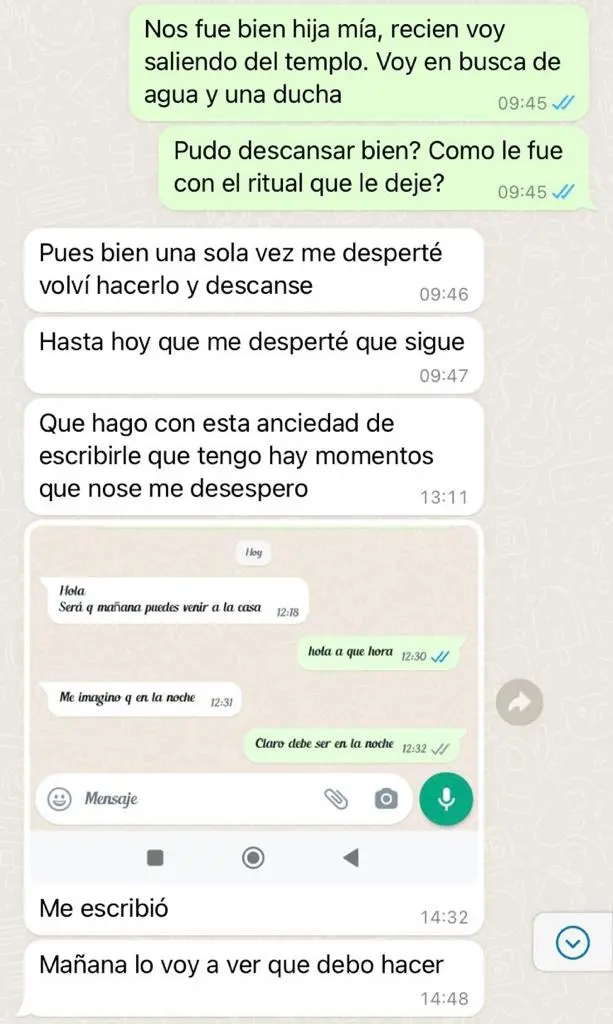 Nos fue bien hija mía, recien voy
saliendo del templo. Voy en busca de
agua y una ducha
09:45
Pudo descansar bien? Como le fue
con el ritual que le deje?
09:45
Pues bien una sola vez me desperté
volví hacerlo y descanse
09:46
Hasta hoy que me desperté que sigue
09:47
Que hago con esta anciedad de
escribirle que tengo hay momentos
que nose me desespero
13:11
Hoy
Hola
Será q mañana puedes venir a la casa
12:18
hola a que hora
12:30
Me imagino q en la noche
12:31
Claro debe ser en la noche
12:32
Mensaje
Me escribió
14:32
Mañana lo voy a ver que debo hacer
14:48